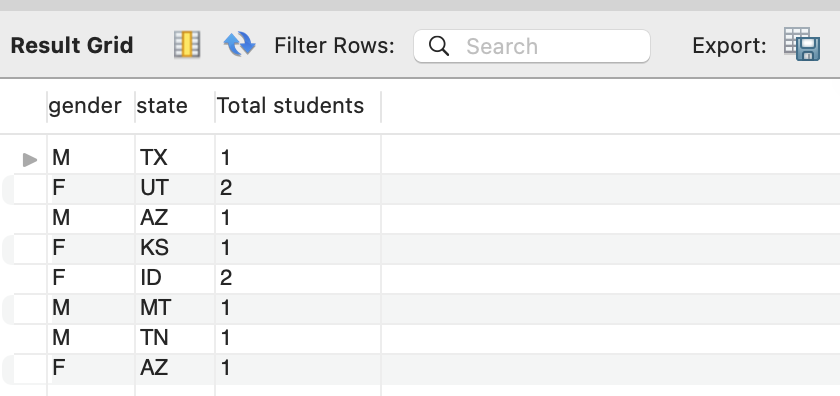 Result Grid Filter Rows: Search Export:
gender state Total students
M TX 1
F UT 2
M AZ 1
F KS 1
F ID 2
M MT 1
M TN 1
F AZ 1